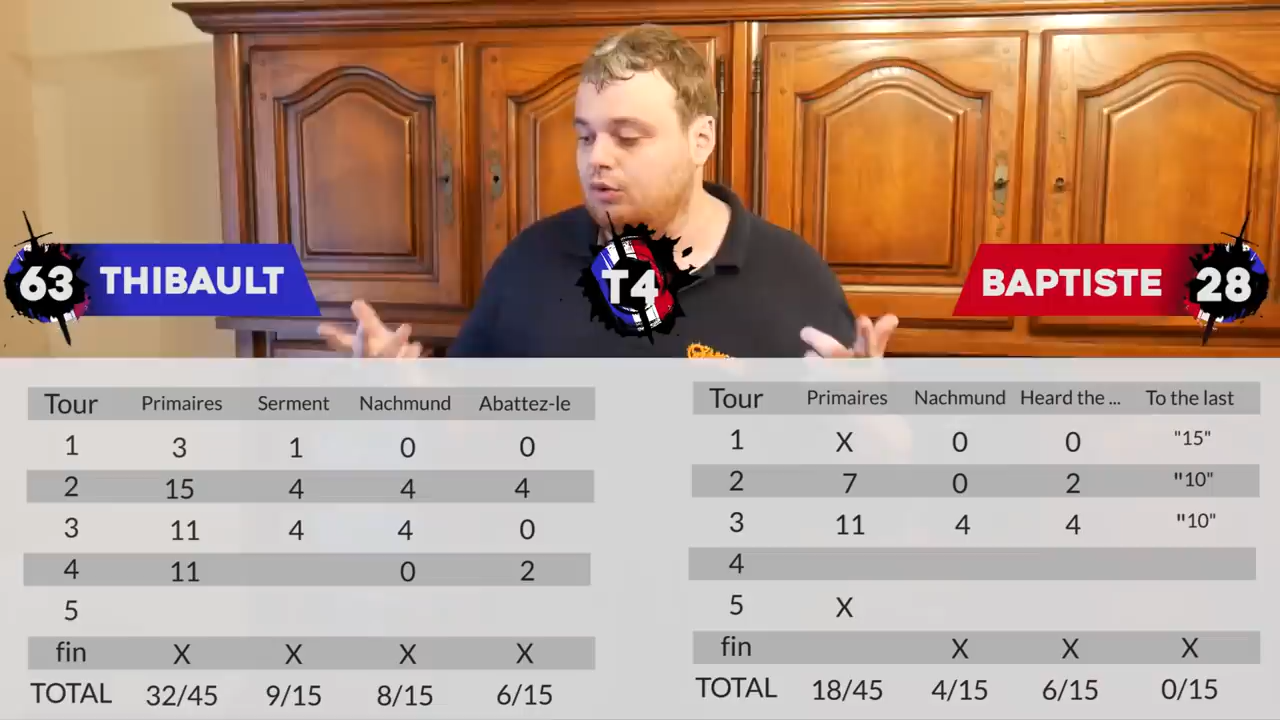 63 THIBAULT T4 BAPTISTE 28
Tour Primaires Serment Nachmund Abattez-le
1 3 1 0 0
2 15 4 4 4
3 11 4 4 0
4 11 0 2
5
fin X X X X
TOTAL 32/45 9/15 8/15 6/15
Tour Primaires Nachmund Heard the ... To the last
1 X 0 0 "15"
2 7 0 2 "10"
3 11 4 4 "10"
4
5 X
fin X X X
TOTAL 18/45 4/15 6/15 0/15